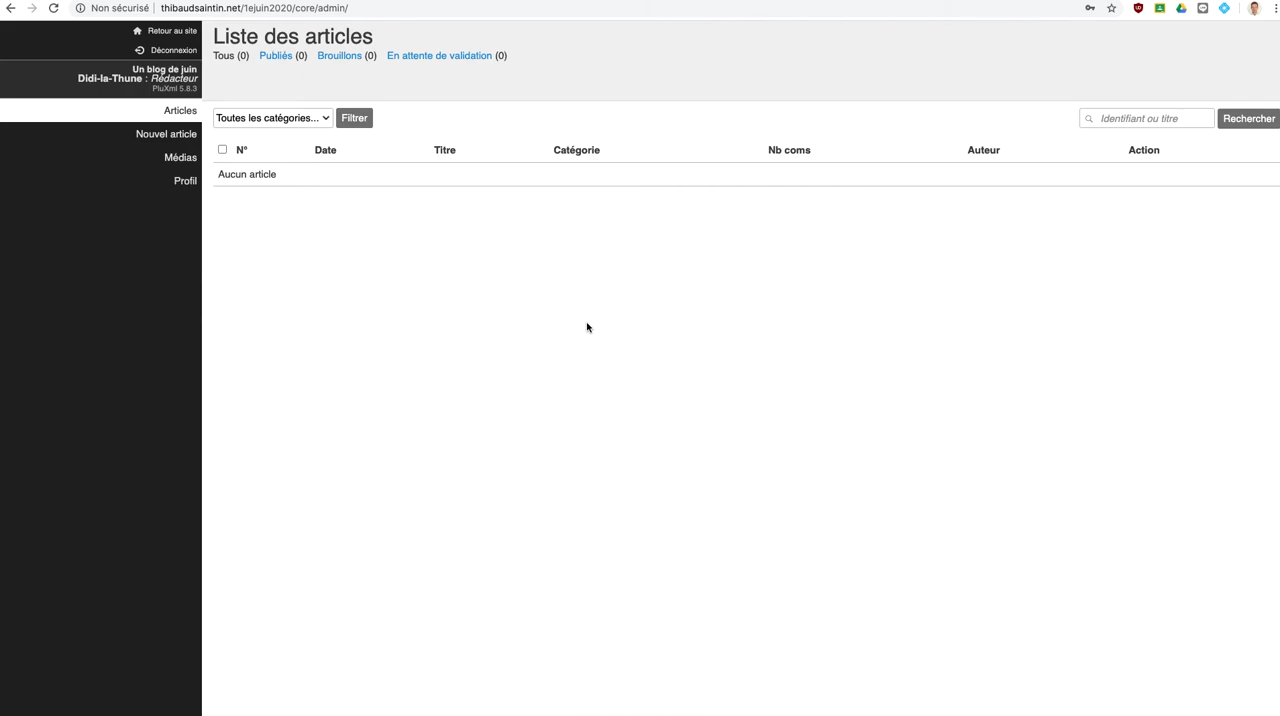 Non sécurisé thibaudsaintin.net/1ejuin2020/core/admin/
Retour au site
Déconnexion
Un blog de juin
Didi-la-Thune : Rédacteur
PluXml 5.8.3
Articles
Nouvel article
Médias
Profil
Liste des articles
Tous (0) Publiés (0) Brouillons (0) En attente de validation (0)
Toutes les catégories... Filtrer Identifiant ou titre Rechercher
N° Date Titre Catégorie Nb coms Auteur Action
Aucun article